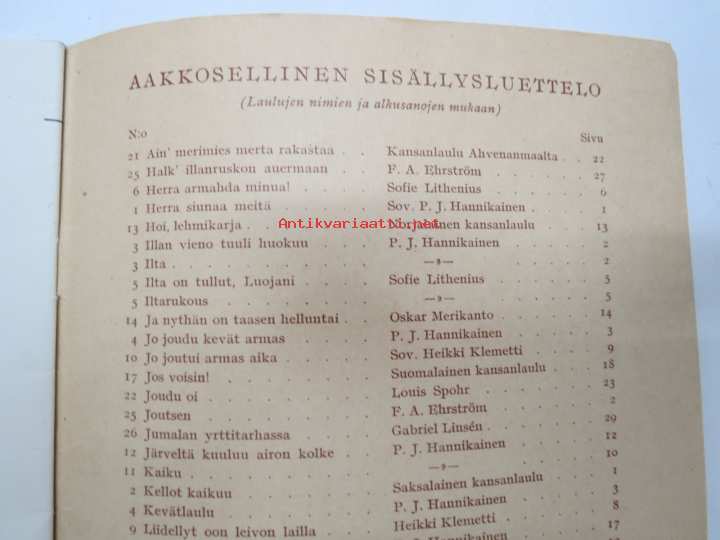 AAKKOSELLINEN SISÄLLYSLUETTELO
(Laulujen nimien ja alkusanojen mukaan)
N:o Sivu
21 Ain' merimies merta rakastaa . . Kansanlaulu Ahvenanmaalta . . 22
25 Halk' illanruskon auermaan . . F. A. Ehrström . . . . 27
6 Herra armahda minua! . . . Sofie Lithenius . . . . 6
1 Herra siunaa meitä . . . . Sov. P. J. Hannikainen . . . 1
13 Hoi, lehmikarja . . . . Norjalainen kansanlaulu . . . 13
Antikvariaatti.net
3 Illan vieno tuuli huokuu . . . P. J. Hannikainen . . . . 2
3 Ilta . . . . . . —»— . . . . 2
5 Ilta on tullut, Luojani . . . Sofie Lithenius . . . . 5
5 Iltarukous . . . . . —»— . . . . 5
14 Ja nythän on taasen helluntai . . Oskar Merikanto . . . . 14
4 Jo joudu kevät armas . . . P. J. Hannikainen . . . . 3
10 Jo joutui armas aika . . . . Sov. Heikki Klemetti . . . 9
17 Jos voisin! . . . . . Suomalainen kansanlaulu . . . 18
22 Joudu oi . . . . . Louis Spohr . . . . 23
25 Joutsen . . . . . F. A. Ehrström . . . . 2
26 Jumalan yrttitarhassa . . . Gabriel Linsén . . . . 29
12 Järveltä kuuluu airon kolke . . P. J. Hannikainen . . . . 12
11 Kaiku . . . . . . —»— . . . . 10
2 Kellot kaikuu . . . . Saksalainen kansanlaulu . . . 1
4 Kevätlaulu . . . . . P. J. Hannikainen . . . . 3
9 Liidellyt oon leivon lailla . . . Heikki Klemetti . . . . 8
17